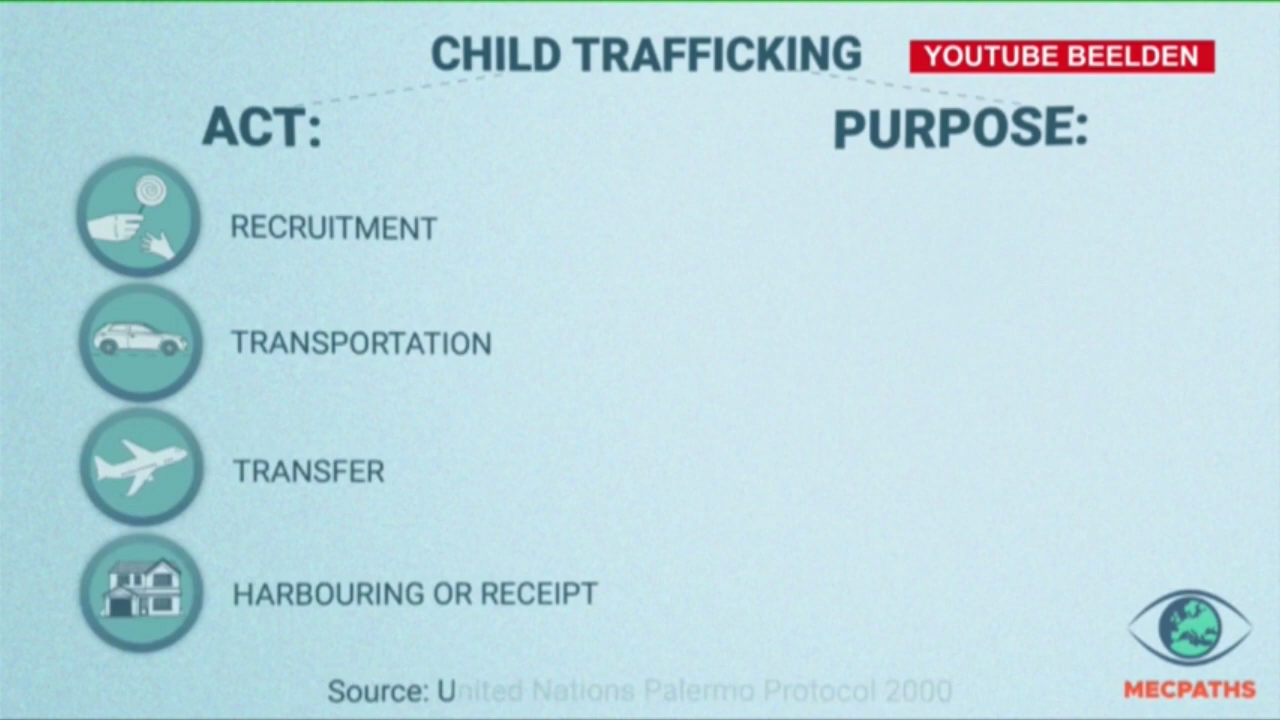 CHILD TRAFFICKING
YOUTUBE BEELDEN
ACT:
PURPOSE:
RECRUITMENT
TRANSPORTATION
TRANSFER
HARBOURING OR RECEIPT
Source: United Nations Palermo Protocol 2000
MECPATHS